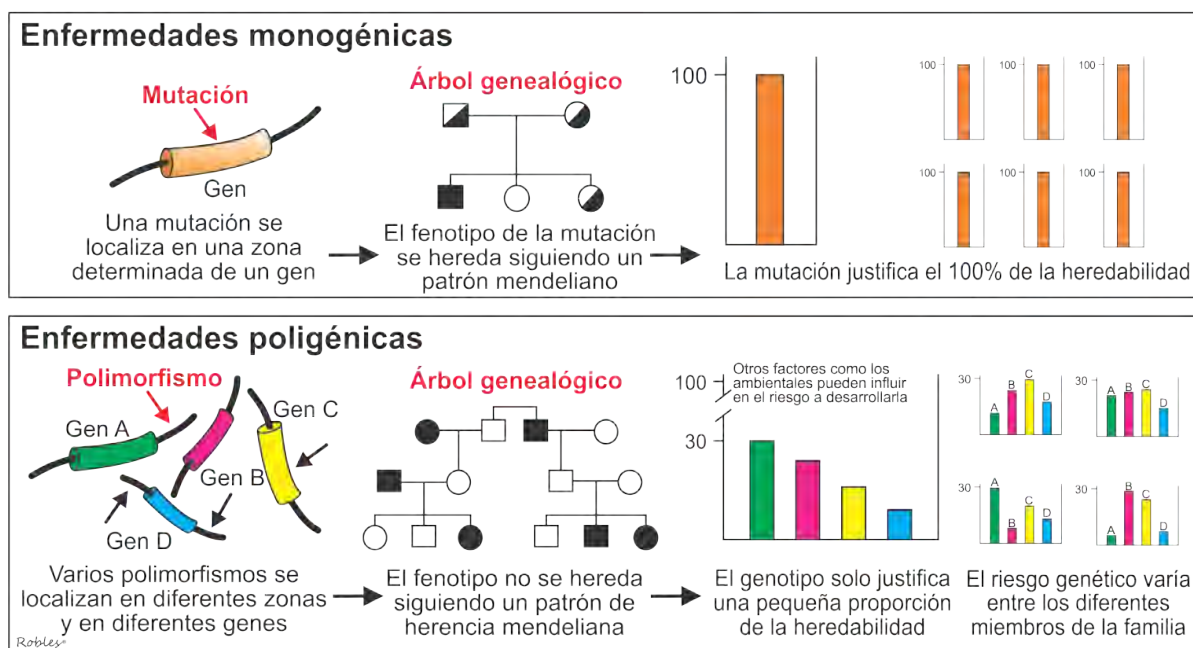 Enfermedades monogénicas
Mutación
Gen
Una mutación se
localiza en una zona
determinada de un gen
Árbol genealógico
El fenotipo de la mutación
se hereda siguiendo un
patrón mendeliano
100
100
100
100
100
100
100
La mutación justifica el 100% de la heredabilidad
Enfermedades poligénicas
Polimorfismo
Gen A
Gen B
Gen C
Gen D
Varios polimorfismos se
localizan en diferentes zonas
y en diferentes genes
Árbol genealógico
El fenotipo no se hereda
siguiendo un patrón de
herencia mendeliana
Otros factores como los
ambientales pueden influir
en el riesgo a desarrollarla
100
30
El genotipo solo justifica
una pequeña proporción
de la heredabilidad
30
A
B
C
D
30
A
B
C
D
30
A
B
C
D
30
A
B
C
D
El riesgo genético varía
entre los diferentes
miembros de la familia
Robles